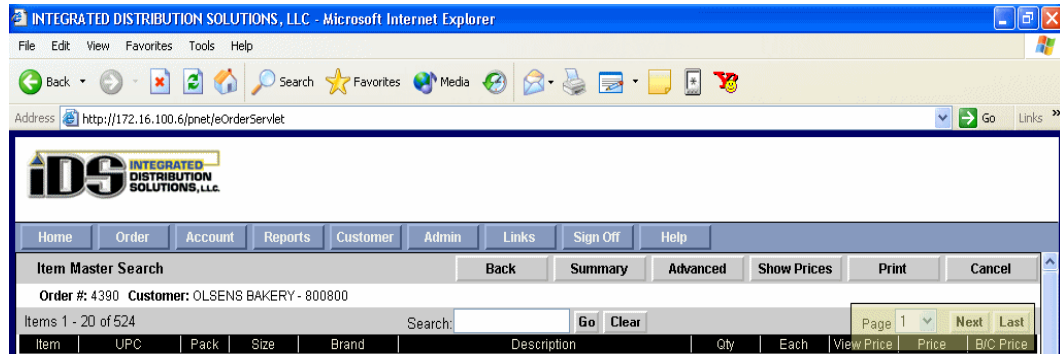 INTEGRATED DISTRIBUTION SOLUTIONS, LLC - Microsoft Internet Explorer
File Edit View Favorites Tools Help
Back Search Favorites Media
Address http://172.16.100.6/pnet/eOrderServlet Go Links »
iDS INTEGRATED
DISTRIBUTION
SOLUTIONS, LLC.
Home Order Account Reports Customer Admin Links Sign Off Help
Item Master Search Back Summary Advanced Show Prices Print Cancel
Order #: 4390 Customer: OLSENS BAKERY - 800800
Items 1 - 20 of 524 Search: Go Clear Page 1 Next Last
Item UPC Pack Size Brand Description Qty Each View Price Price B/C Price